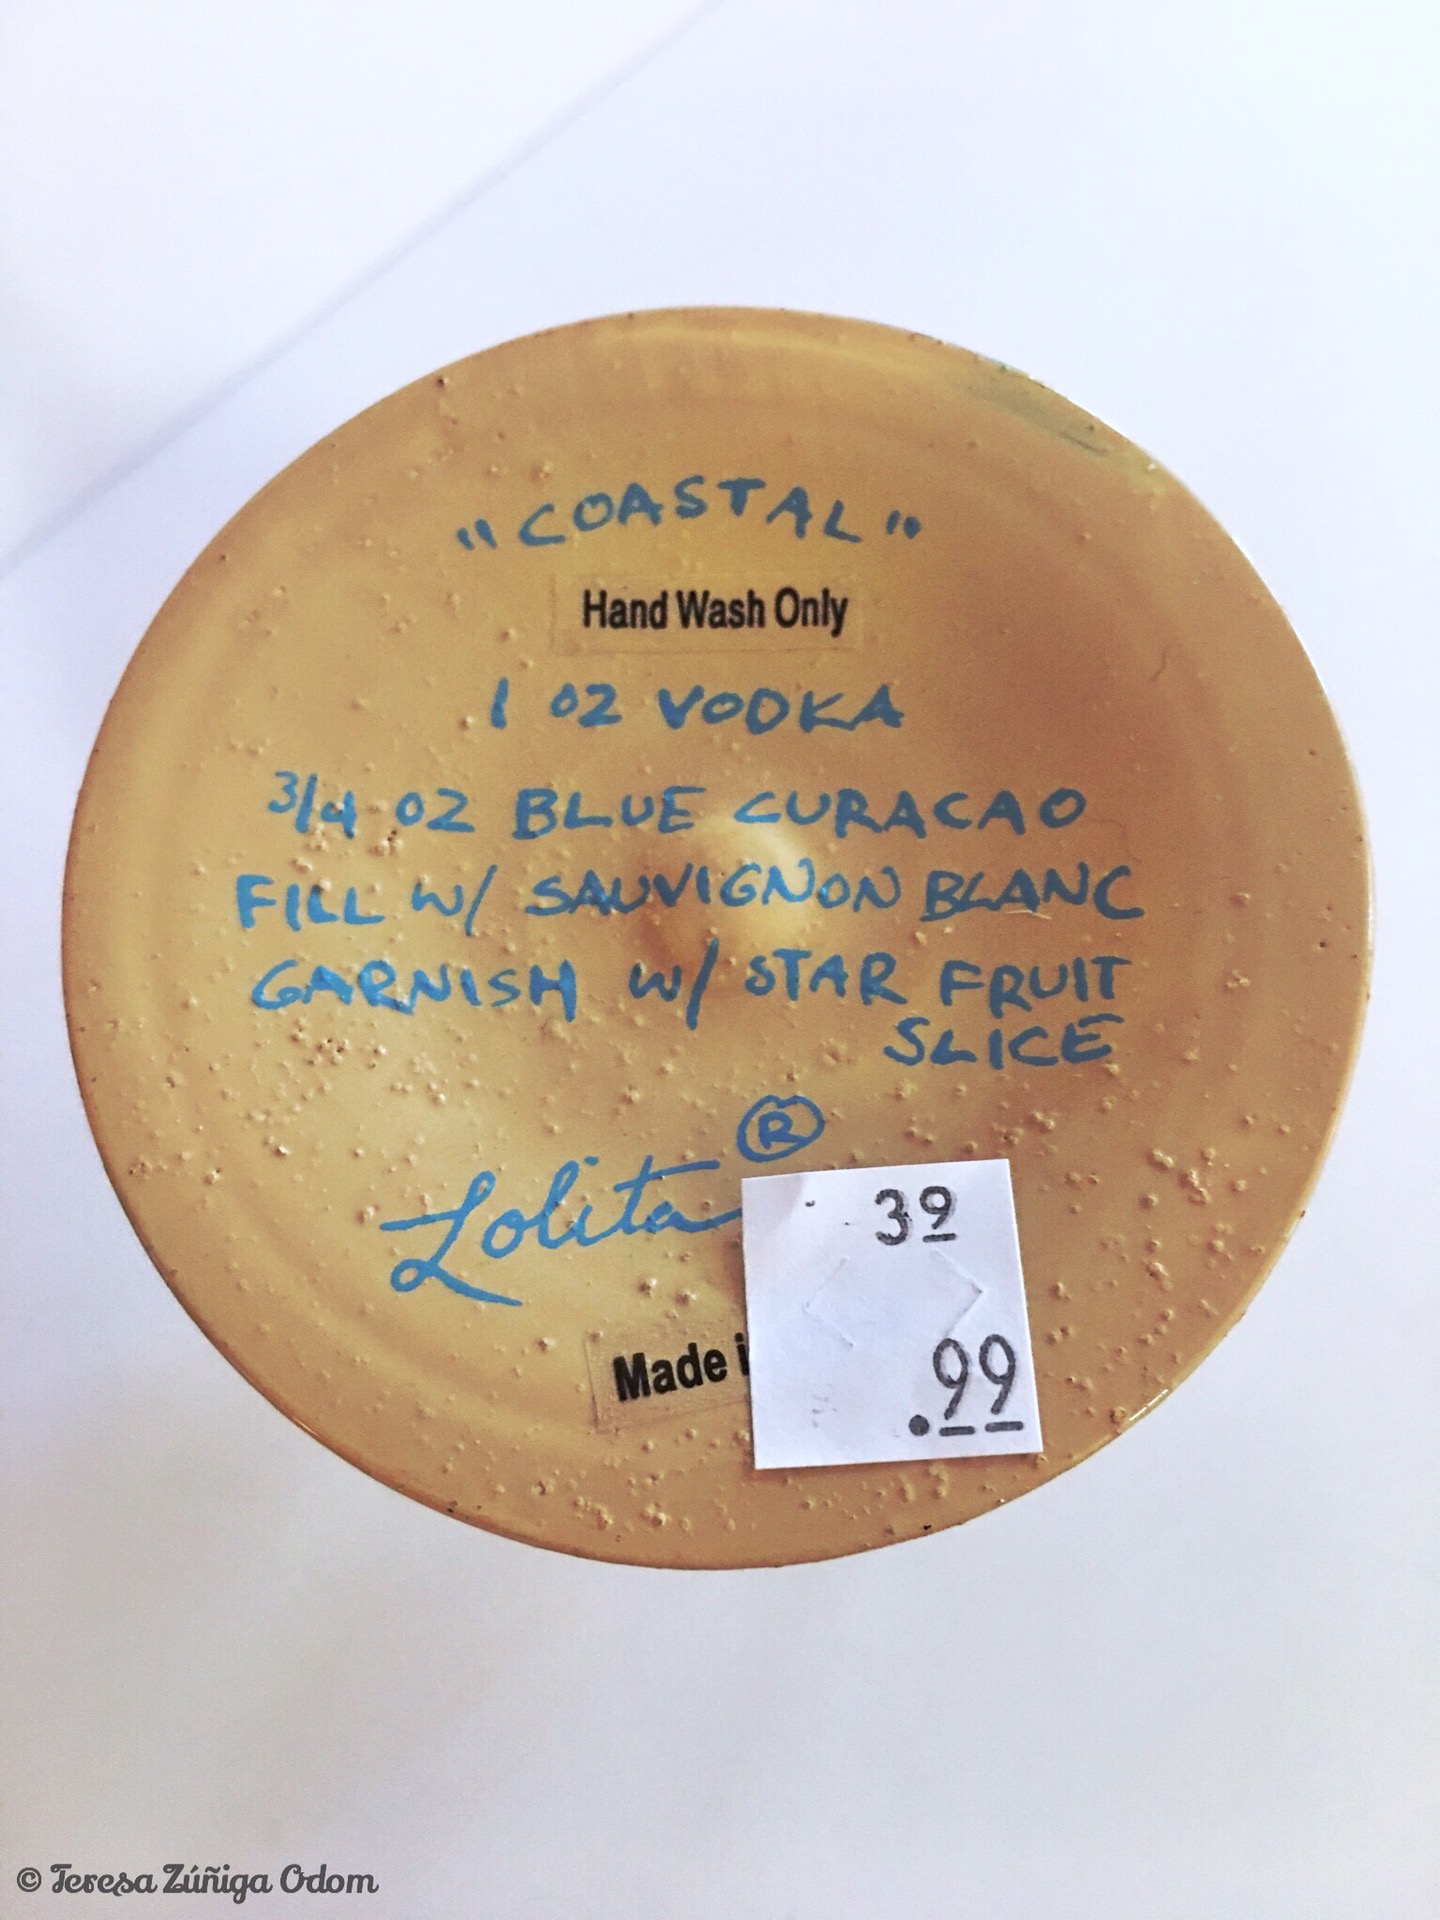 "COASTAL"
Hand Wash Only
1 OZ VODKA
3/4 OZ BLUE CURACAO
FILL W/ SAUVIGNON BLANC
GARNISH W/ STAR FRUIT
SLICE
Lolita®
39
.99
Made i
© Teresa Zúñiga Odom